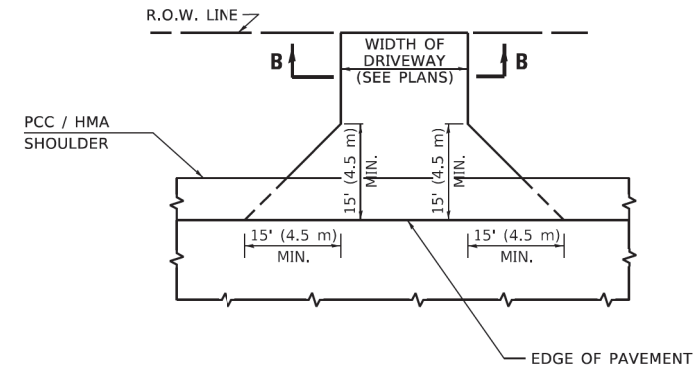 R.O.W. LINE
WIDTH OF
DRIVEWAY
(SEE PLANS)
B
B
PCC / HMA
SHOULDER
15' (4.5 m)
MIN.
15' (4.5 m)
MIN.
15' (4.5 m)
MIN.
15' (4.5 m)
MIN.
EDGE OF PAVEMENT